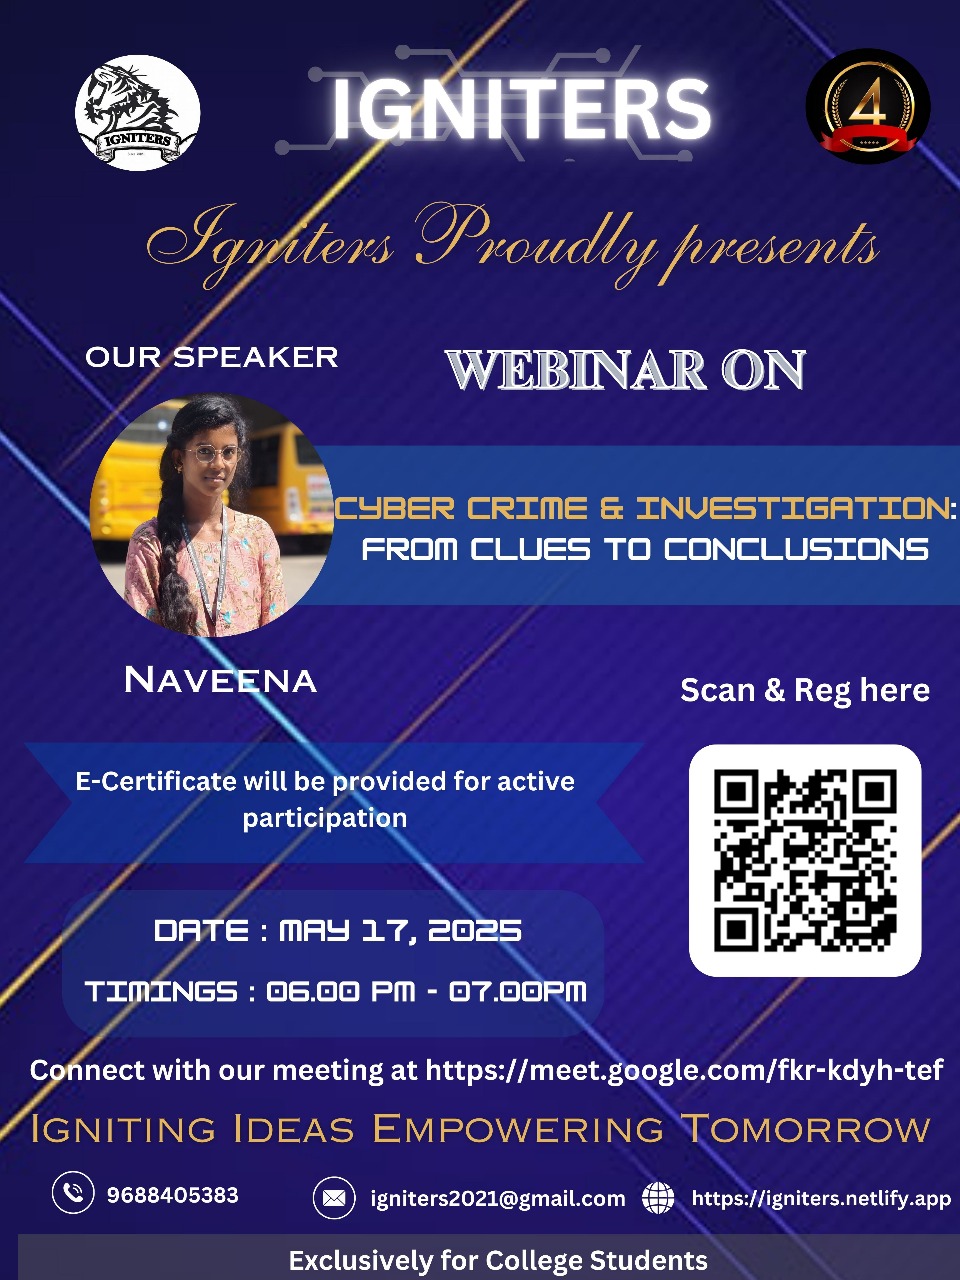 IGNITERS
IGNITERS
4
Igniters Proudly presents
OUR SPEAKER
WEBINAR ON
CYBER CRIME & INVESTIGATION:
FROM CLUES TO CONCLUSIONS
NAVEENA
Scan & Reg here
E-Certificate will be provided for active
participation
DATE : MAY 17, 2025
TIMINGS : 06.00 PM - 07.00PM
Connect with our meeting at https://meet.google.com/fkr-kdyh-tef
IGNITING IDEAS EMPOWERING TOMORROW
9688405383
igniters2021@gmail.com
https://igniters.netlify.app
Exclusively for College Students